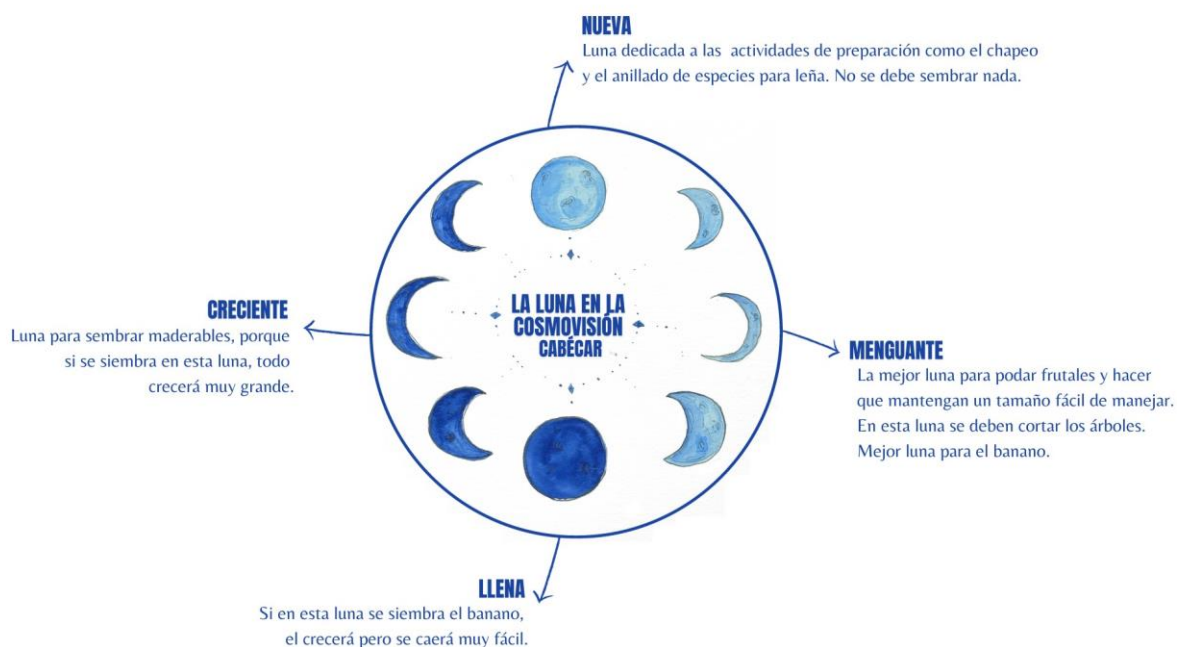 NUEVA
Luna dedicada a las actividades de preparación como el chapeo
y el anillado de especies para leña. No se debe sembrar nada.
LA LUNA EN LA
COSMOVISIÓN
CABÉCAR
CRECIENTE
Luna para sembrar maderables, porque
si se siembra en esta luna, todo
crecerá muy grande.
MENGUANTE
La mejor luna para podar frutales y hacer
que mantengan un tamaño fácil de manejar.
En esta luna se deben cortar los árboles.
Mejor luna para el banano.
LLENA
Si en esta luna se siembra el banano,
el crecerá pero se caerá muy fácil.